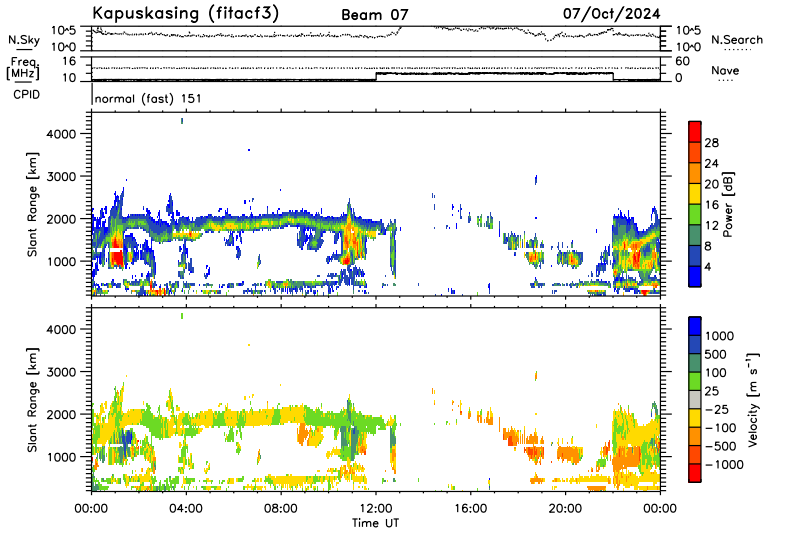 Kapuskasing (fitacf3) Beam 07 07/Oct/2024
N.Sky 10^5 10^0 10^5 10^0 N.Search
Freq. [MHz] 16 10 60 0 Nave
CPID normal (fast) 151
Slant Range [km]
4000
3000
2000
1000
28
24
20
16
12
8
4
Power [dB]
Slant Range [km]
4000
3000
2000
1000
1000
500
100
25
-25
-100
-500
-1000
Velocity [m s^-1]
00:00 04:00 08:00 12:00 16:00 20:00 00:00
Time UT